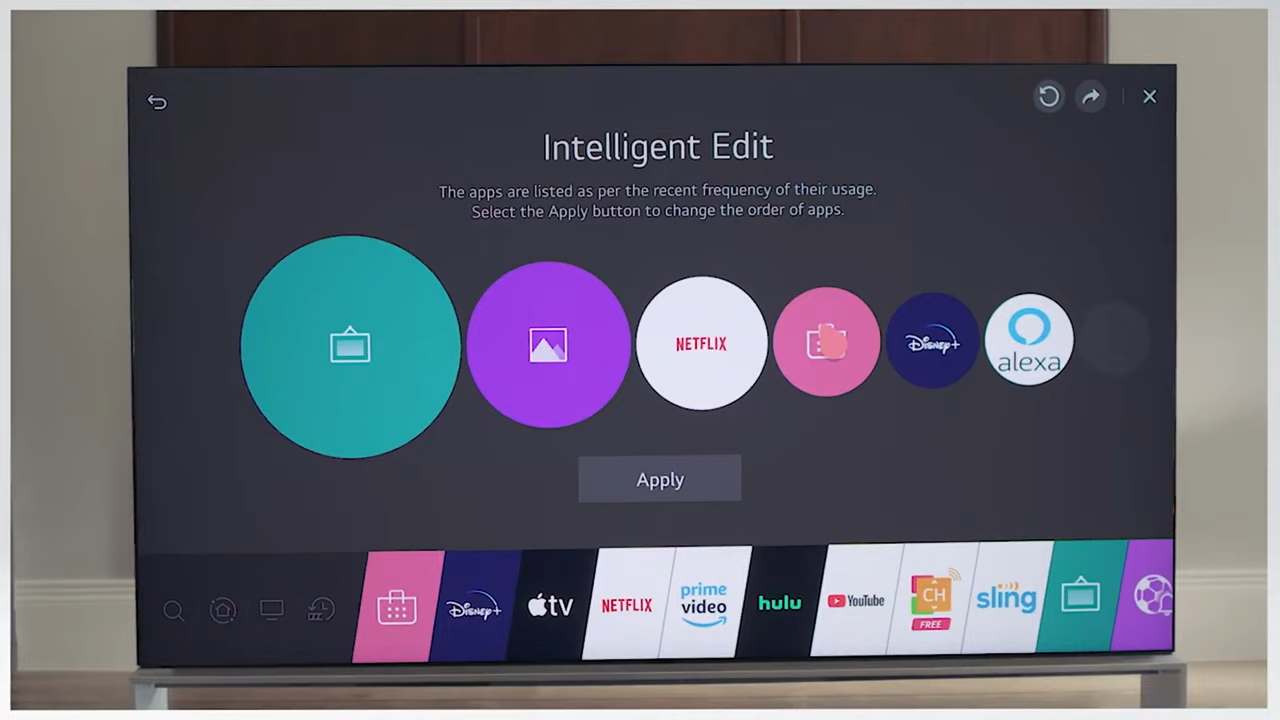 Intelligent Edit
The apps are listed as per the recent frequency of their usage.
Select the Apply button to change the order of apps.
NETFLIX
Disney+
alexa
Apply
Disney+
tv
NETFLIX
prime
video
hulu
YouTube
CH
FREE
sling